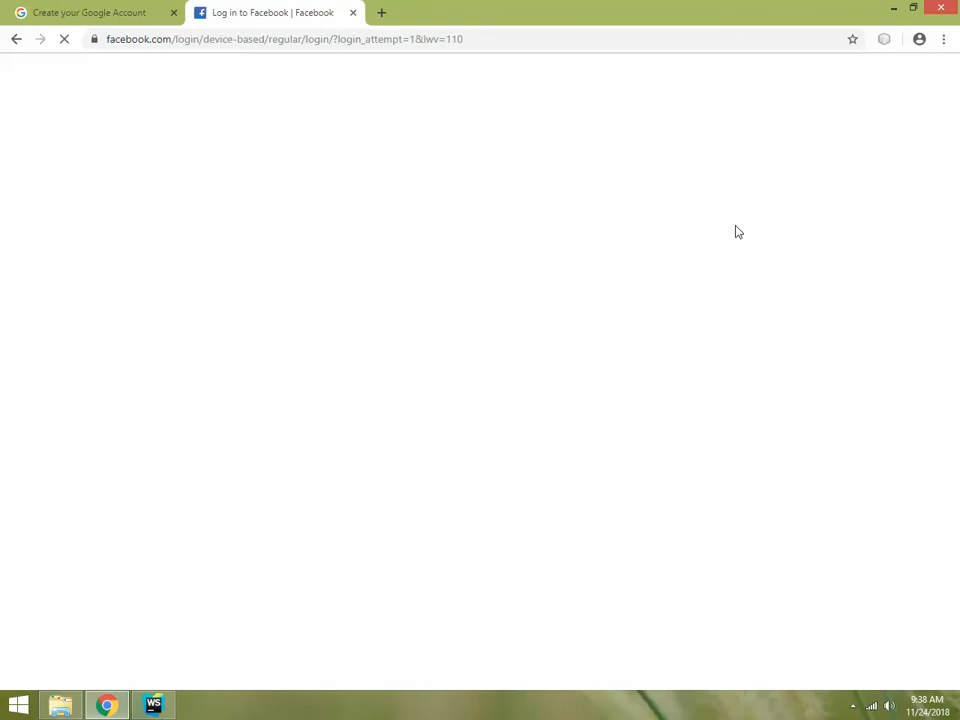 Create your Google Account
Log in to Facebook | Facebook
facebook.com/login/device-based/regular/login/?login_attempt=1&lwv=110
WS
9:38 AM
11/24/2018